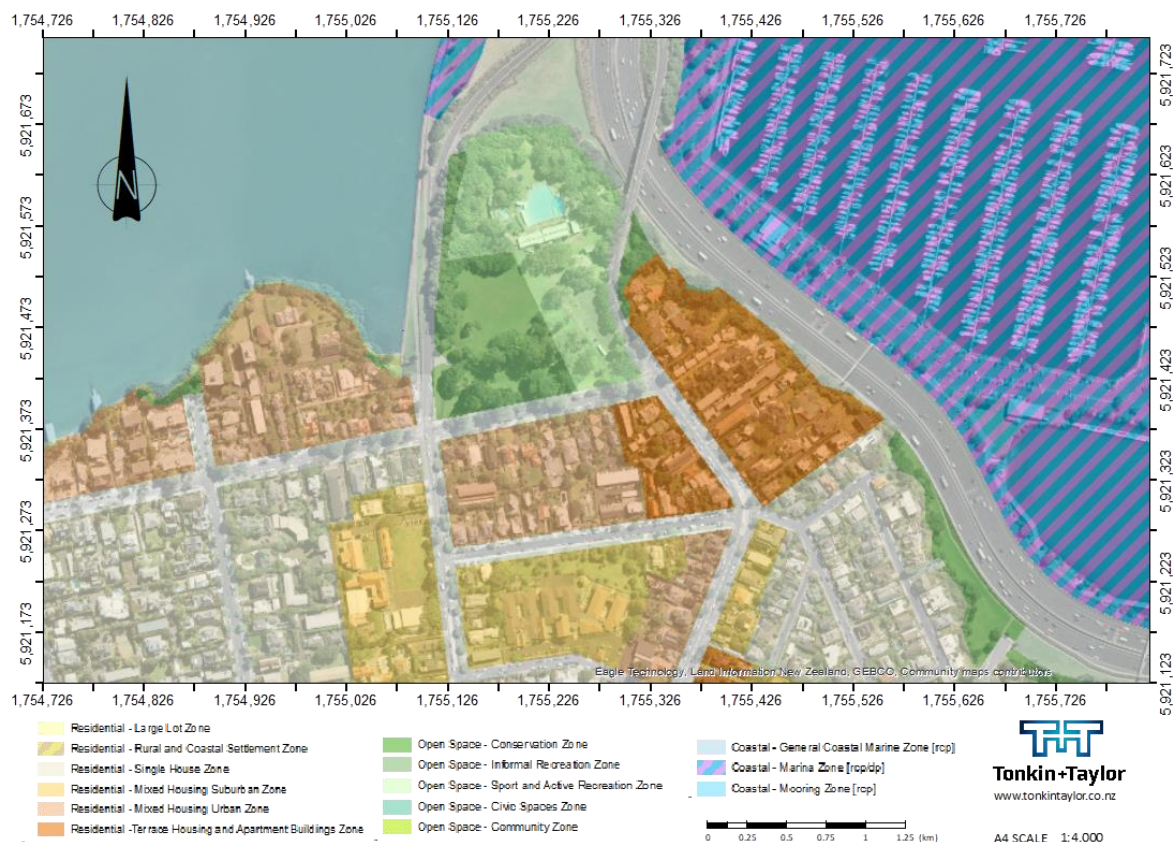 1,754,726 1,754,826 1,754,926 1,755,026 1,755,126 1,755,226 1,755,326 1,755,426 1,755,526 1,755,626 1,755,726
5,921,673
5,921,573
5,921,473
5,921,373
5,921,273
5,921,173
N
5,921,723
5,921,623
5,921,523
5,921,423
5,921,323
5,921,223
5,921,123
Eagle Technology, Land Information New Zealand, GEBCO, Community maps contributors
1,754,726 1,754,826 1,754,926 1,755,026 1,755,126 1,755,226 1,755,326 1,755,426 1,755,526 1,755,626 1,755,726
Residential - Large Lot Zone
Residential - Rural and Coastal Settlement Zone
Residential - Single House Zone
Residential - Mixed Housing Suburban Zone
Residential - Mixed Housing Urban Zone
Residential -Terrace Housing and Apartment Buildings Zone
Open Space - Conservation Zone
Open Space - Informal Recreation Zone
Open Space - Sport and Active Recreation Zone
Open Space - Civic Spaces Zone
Open Space - Community Zone
Coastal - General Coastal Marine Zone [rcp]
Coastal - Marina Zone [rcp/dp]
Coastal - Mooring Zone [rcp]
0 0.25 0.5 0.75 1 1.25 (km)
Tonkin+Taylor
www.tonkintaylor.co.nz
A4 SCALE 1:4,000